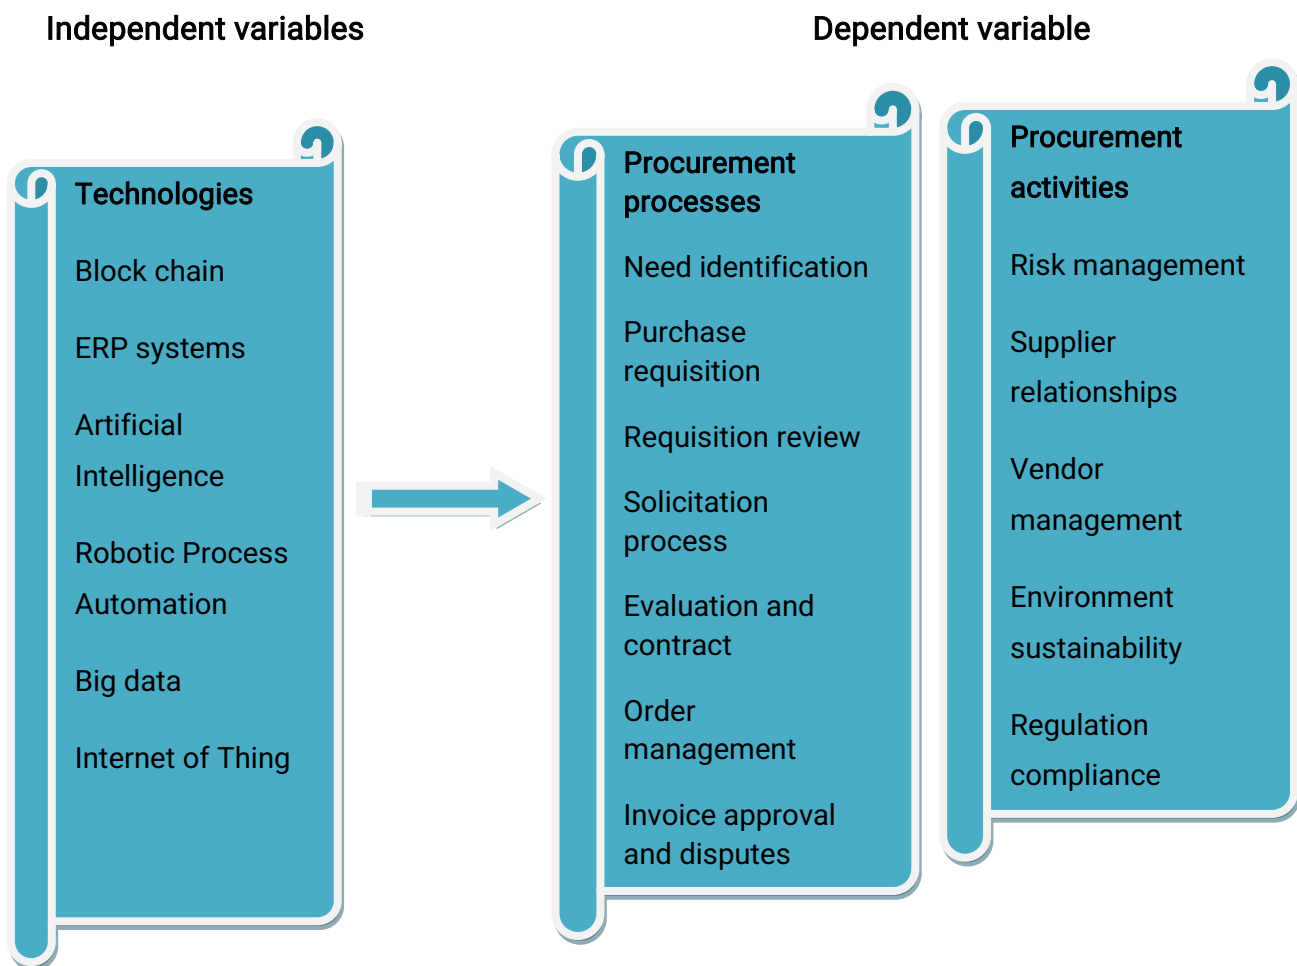 Independent variables
Dependent variable
Technologies
Block chain
ERP systems
Artificial
Intelligence
Robotic Process
Automation
Big data
Internet of Thing
Procurement
processes
Need identification
Purchase
requisition
Requisition review
Solicitation
process
Evaluation and
contract
Order
management
Invoice approval
and disputes
Procurement
activities
Risk management
Supplier
relationships
Vendor
management
Environment
sustainability
Regulation
compliance